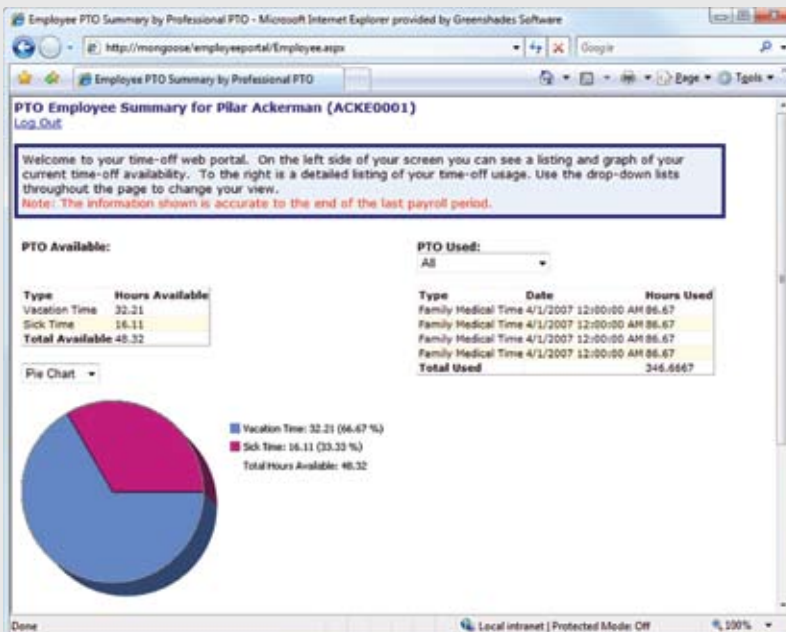 Employee PTO Summary by Professional PTO - Microsoft Internet Explorer provided by Greenshades Software
http://mongoose/employeeportal/Employee.aspx
Google
Employee PTO Summary by Professional PTO
Page
Tools
PTO Employee Summary for Pilar Ackerman (ACKE0001)
Log Out
Welcome to your time-off web portal. On the left side of your screen you can see a listing and graph of your
current time-off availability. To the right is a detailed listing of your time-off usage. Use the drop-down lists
throughout the page to change your view.
Note: The information shown is accurate to the end of the last payroll period.
PTO Available:
Type Hours Available
Vacation Time 32.21
Sick Time 16.11
Total Available 48.32
Pie Chart
Vacation Time: 32.21 (66.67 %)
Sick Time: 16.11 (33.33 %)
Total Hours Available: 48.32
PTO Used:
All
Type Date Hours Used
Family Medical Time 4/1/2007 12:00:00 AM 86.67
Family Medical Time 4/1/2007 12:00:00 AM 86.67
Family Medical Time 4/1/2007 12:00:00 AM 86.67
Family Medical Time 4/1/2007 12:00:00 AM 86.67
Total Used 346.6667
Done
Local intranet | Protected Mode: Off
100%